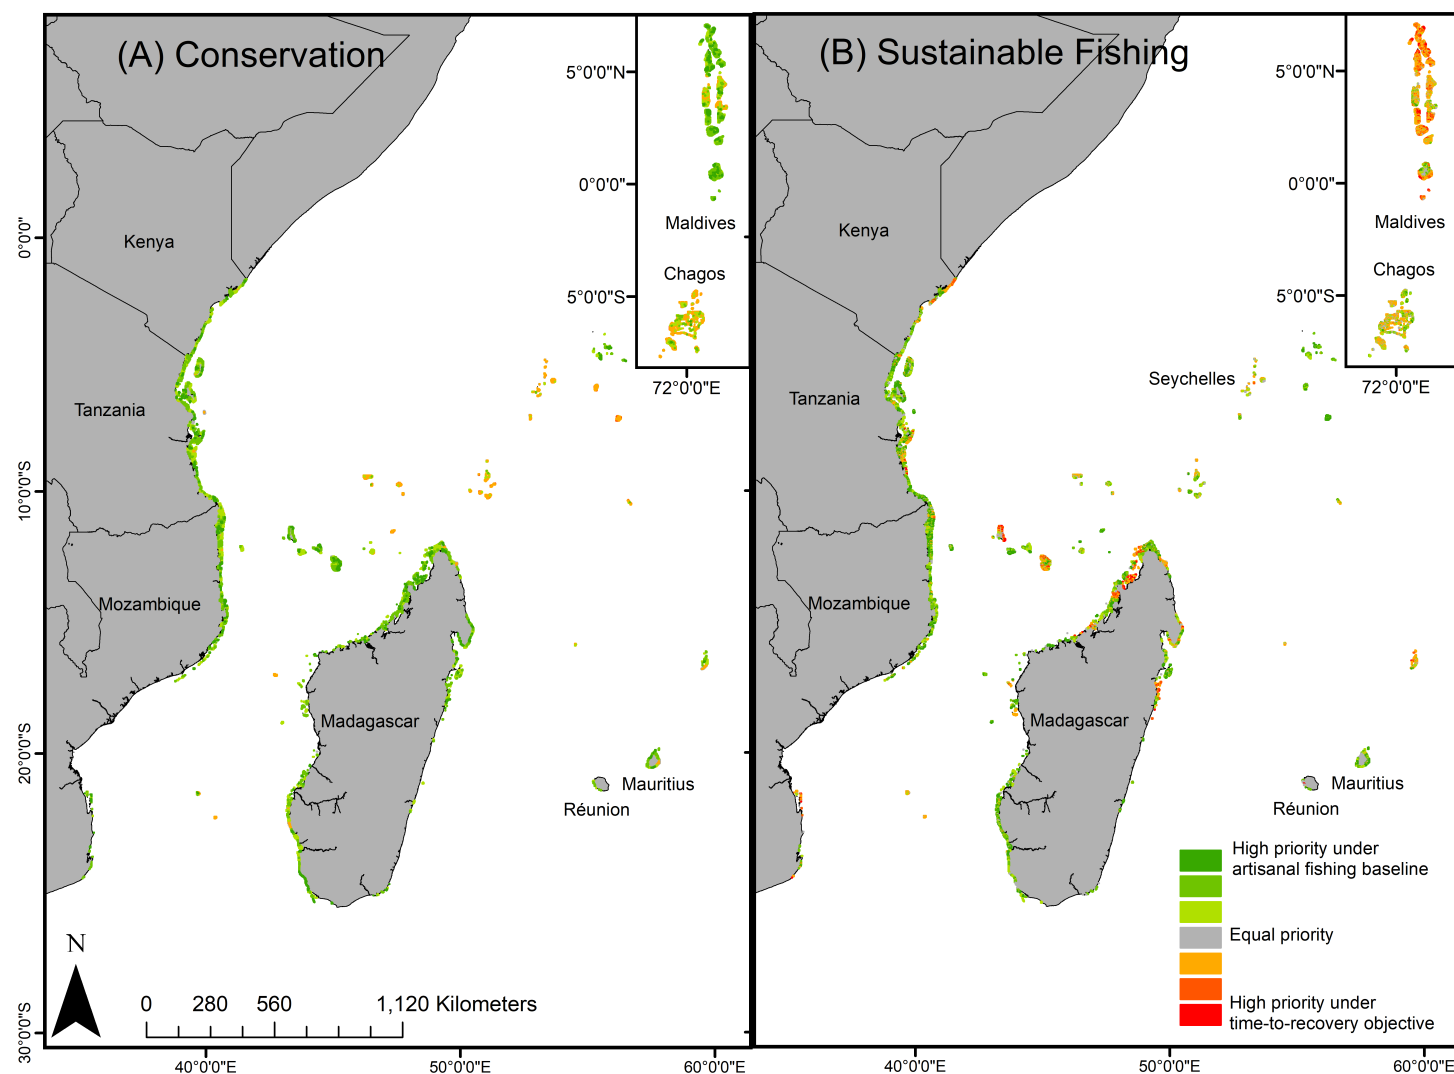 (A) Conservation
5°0'0"N
0°0'0"
Maldives
Chagos
5°0'0"S
72°0'0"E
Kenya
Tanzania
Mozambique
Madagascar
Mauritius
Réunion
0°0'0"
10°0'0"S
20°0'0"S
30°0'0"S
N
0 280 560 1,120 Kilometers
40°0'0"E 50°0'0"E 60°0'0"E
(B) Sustainable Fishing
5°0'0"N
0°0'0"
Maldives
Chagos
5°0'0"S
72°0'0"E
Kenya
Seychelles
Tanzania
Mozambique
Madagascar
Mauritius
Réunion
High priority under
artisanal fishing baseline
Equal priority
High priority under
time-to-recovery objective
40°0'0"E 50°0'0"E 60°0'0"E